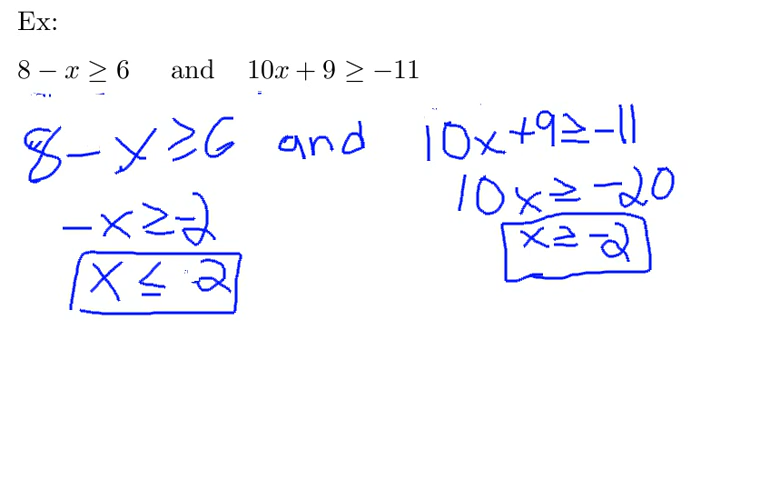 Ex:
8 − x ≥ 6 and 10x + 9 ≥ −11
8 − x ≥ 6 and 10x + 9 ≥ −11
10x ≥ −20
−x ≥ −2
x ≥ −2
x ≤ 2